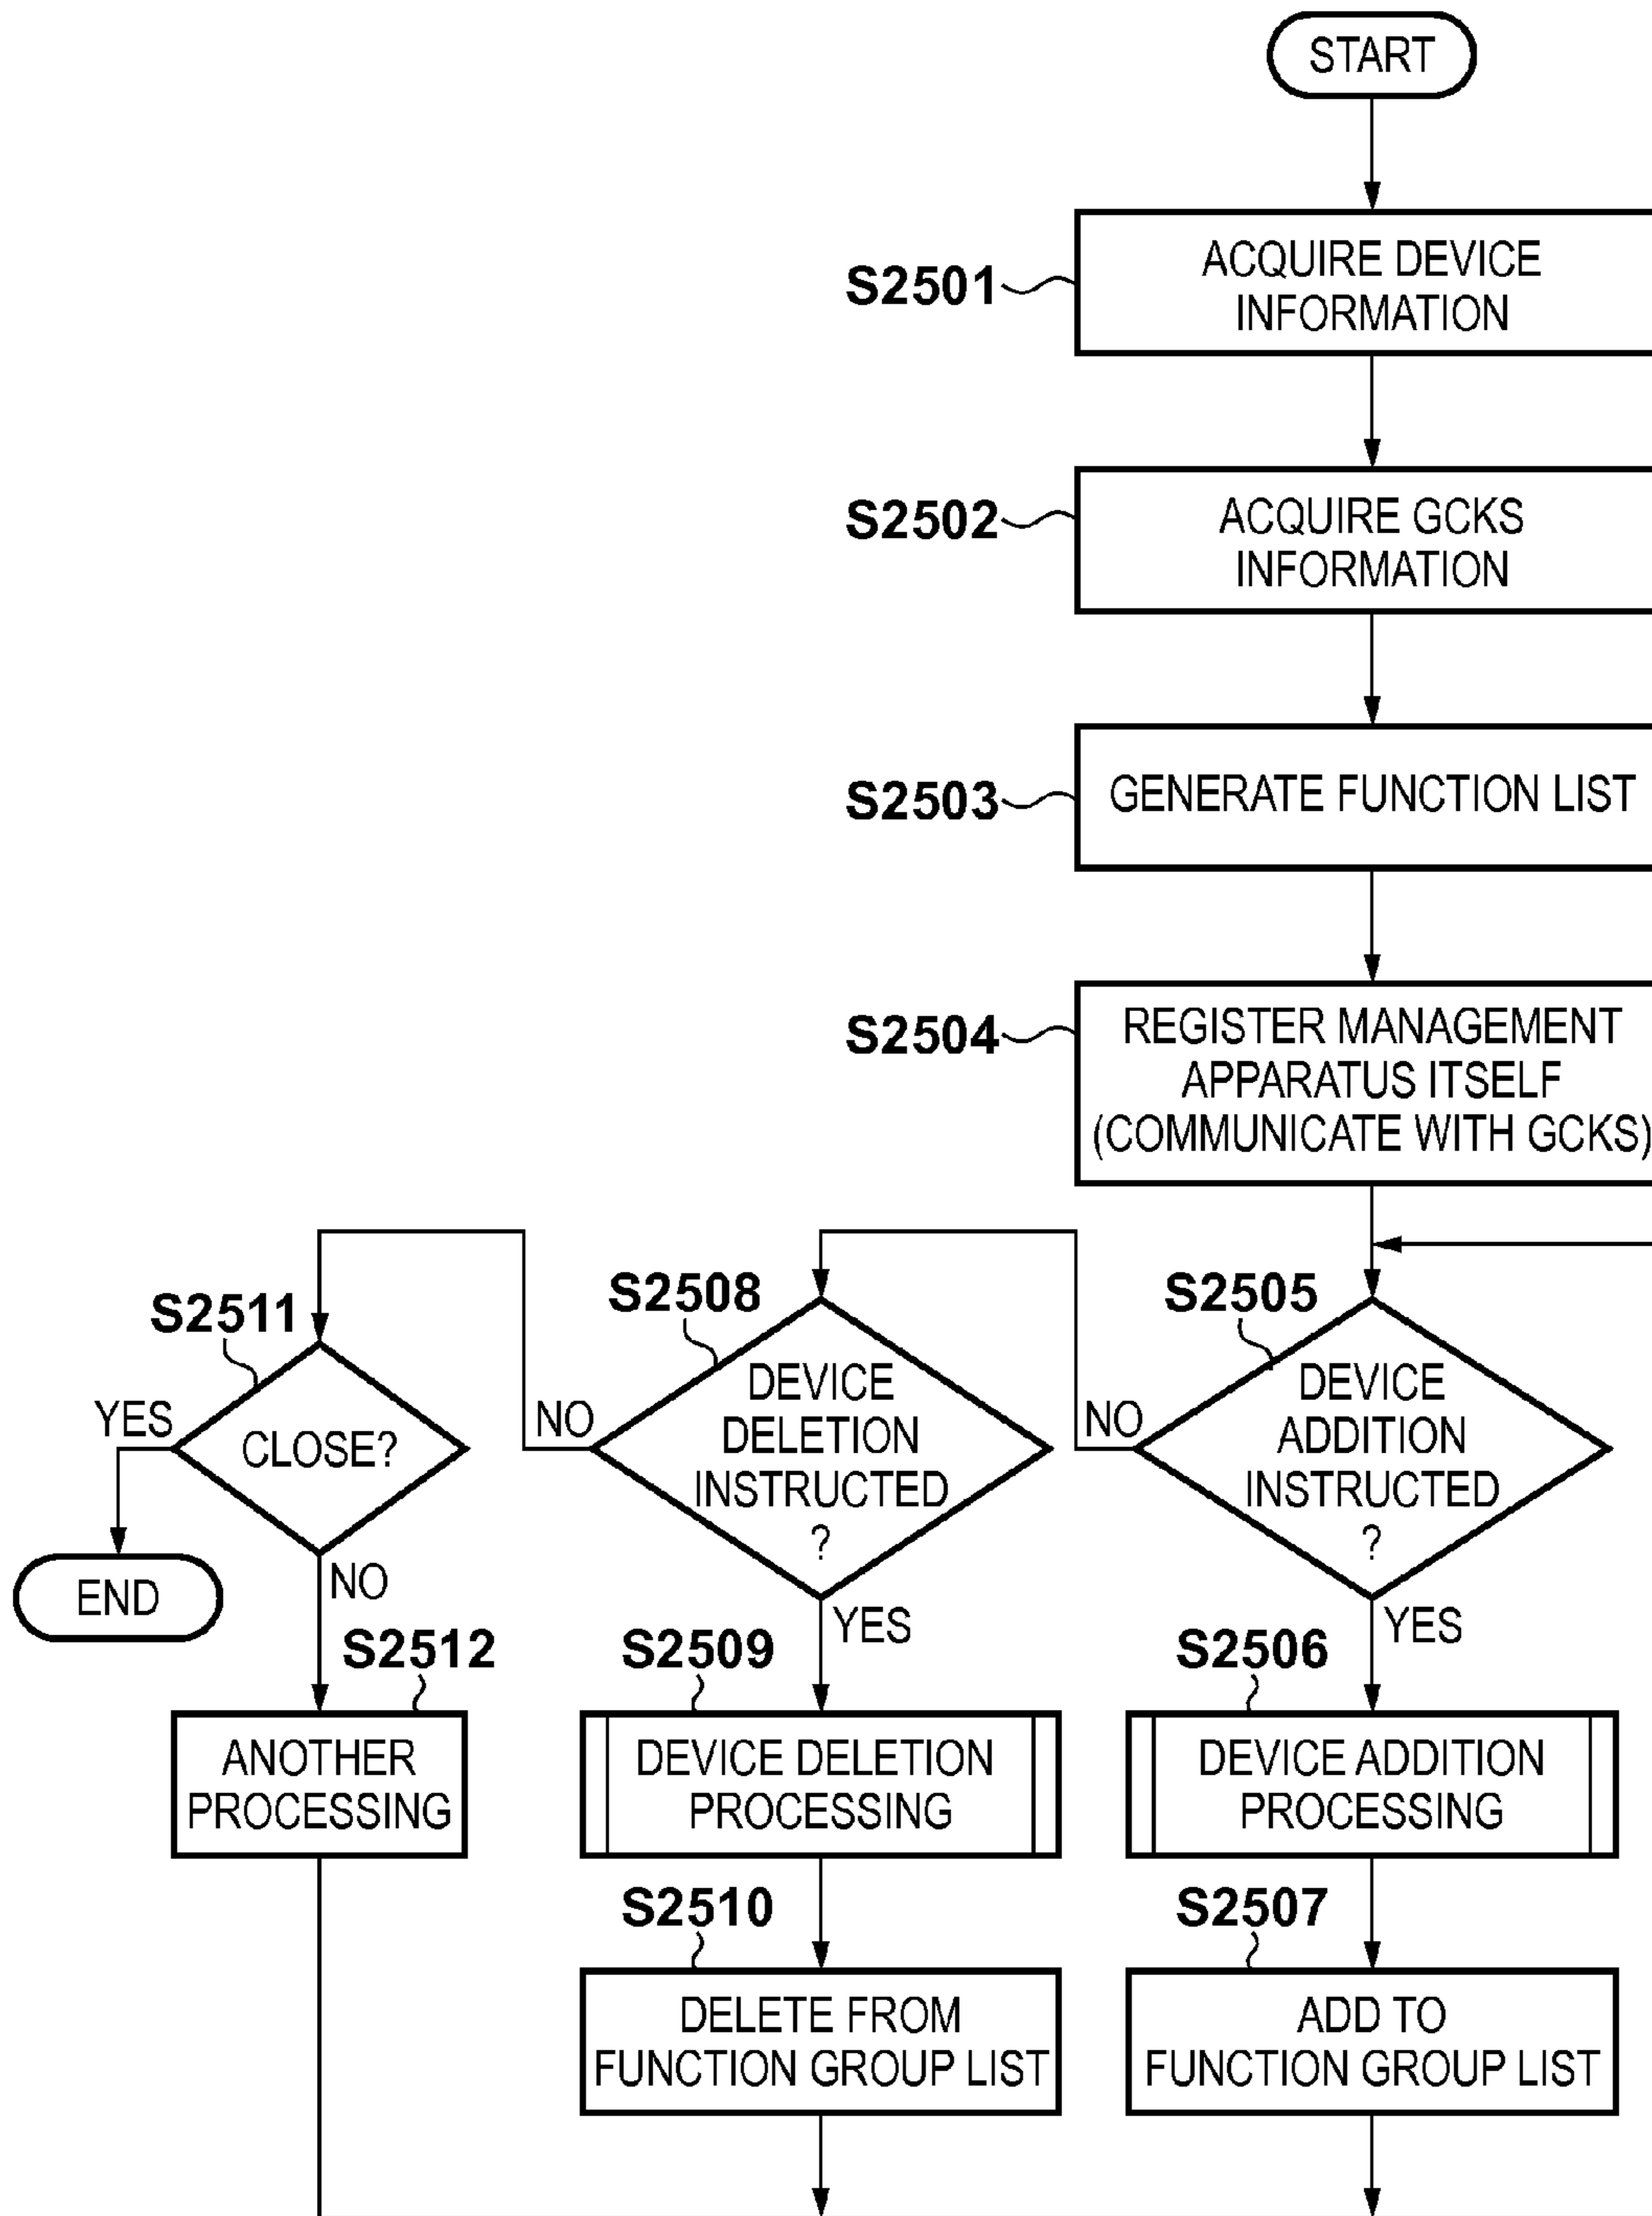 START
S2501
ACQUIRE DEVICE
INFORMATION
S2502
ACQUIRE GCKS
INFORMATION
S2503
GENERATE FUNCTION LIST
S2504
REGISTER MANAGEMENT
APPARATUS ITSELF
(COMMUNICATE WITH GCKS)
S2505
DEVICE
ADDITION
INSTRUCTED
?
NO
YES
S2506
DEVICE ADDITION
PROCESSING
S2507
ADD TO
FUNCTION GROUP LIST
S2508
DEVICE
DELETION
INSTRUCTED
?
NO
YES
S2509
DEVICE DELETION
PROCESSING
S2510
DELETE FROM
FUNCTION GROUP LIST
S2511
CLOSE?
YES
END
NO
S2512
ANOTHER
PROCESSING